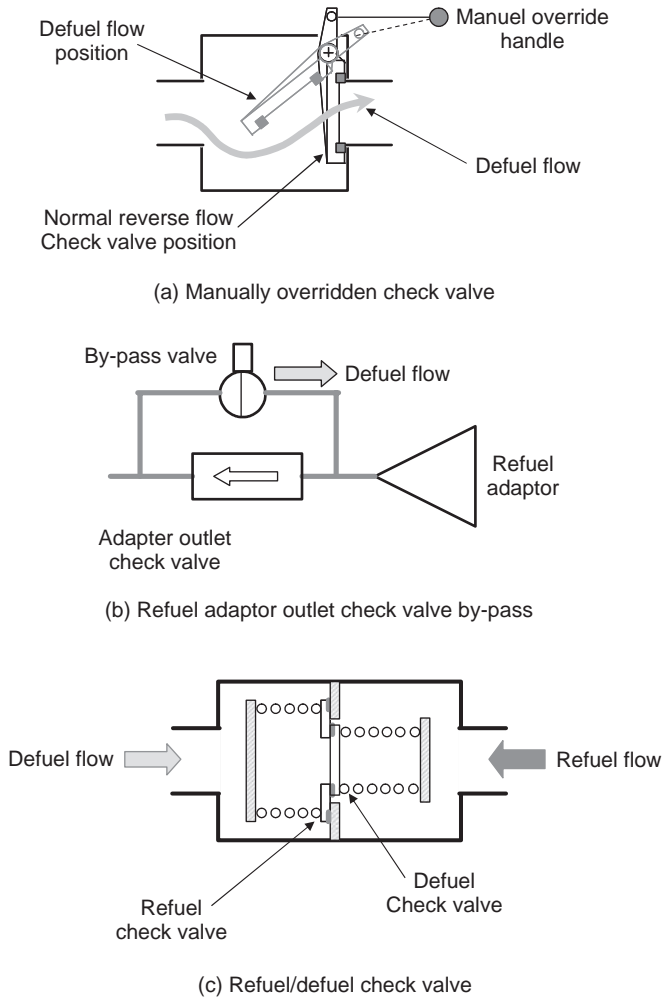 Defuel flow
position
Manuel override
handle
Defuel flow
Normal reverse flow
Check valve position
(a) Manually overridden check valve
By-pass valve
Defuel flow
Refuel
adaptor
Adapter outlet
check valve
(b) Refuel adaptor outlet check valve by-pass
Defuel flow
Refuel flow
Refuel
check valve
Defuel
Check valve
(c) Refuel/defuel check valve